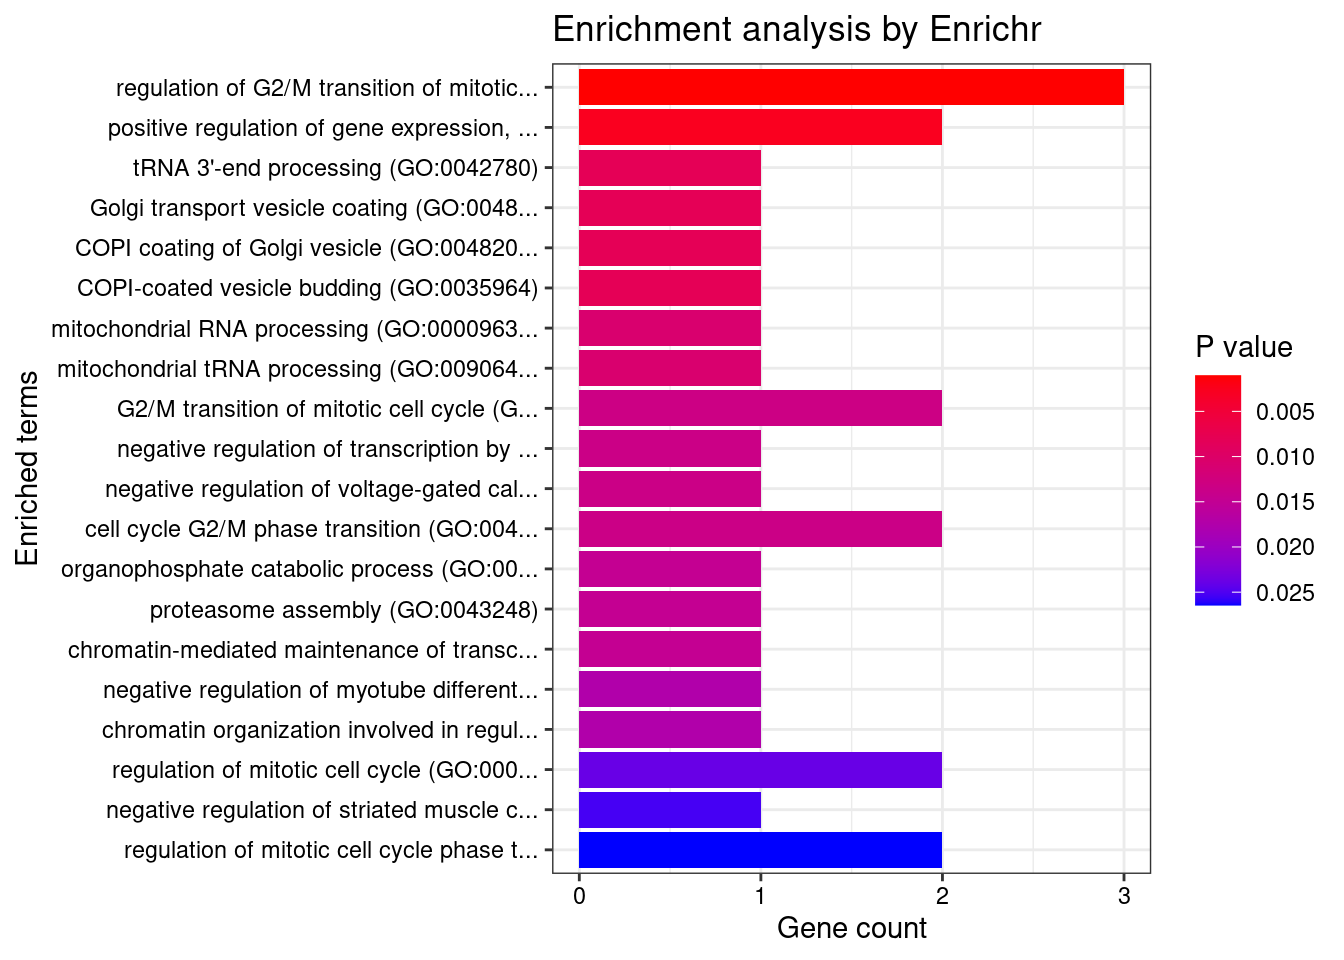 Enrichment analysis by Enrichr
regulation of G2/M transition of mitotic...
positive regulation of gene expression, ...
tRNA 3'-end processing (GO:0042780)
Golgi transport vesicle coating (GO:0048...
COPI coating of Golgi vesicle (GO:004820...
COPI-coated vesicle budding (GO:0035964)
mitochondrial RNA processing (GO:0000963...
mitochondrial tRNA processing (GO:009064...
G2/M transition of mitotic cell cycle (G...
negative regulation of transcription by ...
negative regulation of voltage-gated cal...
cell cycle G2/M phase transition (GO:004...
organophosphate catabolic process (GO:00...
proteasome assembly (GO:0043248)
chromatin-mediated maintenance of transc...
negative regulation of myotube different...
chromatin organization involved in regul...
regulation of mitotic cell cycle (GO:000...
negative regulation of striated muscle c...
regulation of mitotic cell cycle phase t...
Enriched terms
0 1 2 3
Gene count
P value
0.005
0.010
0.015
0.020
0.025